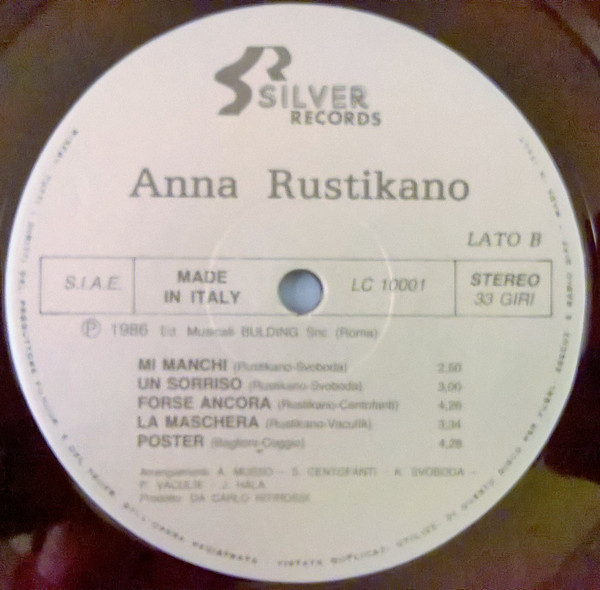 SR SILVER
RECORDS
Anna Rustikano
LATO B
S.I.A.E.
MADE
IN ITALY
LC 10001
STEREO
33 GIRI
Ⓟ 1986 Ed. Musicali BULDING Snc (Roma)
MI MANCHI (Rustikano-Svoboda) 2,50
UN SORRISO (Rustikano-Svoboda) 3,00
FORSE ANCORA (Rustikano-Centofanti) 4,26
LA MASCHERA (Rustikano-Vaculik) 3,34
POSTER (Baglioni-Coggio) 4,28
Arrangiamenti: A. MUSSO - S. CENTOFANTI - K. SVOBODA -
P. VACULIK - J. HALA
Prodotto: DA CARLO